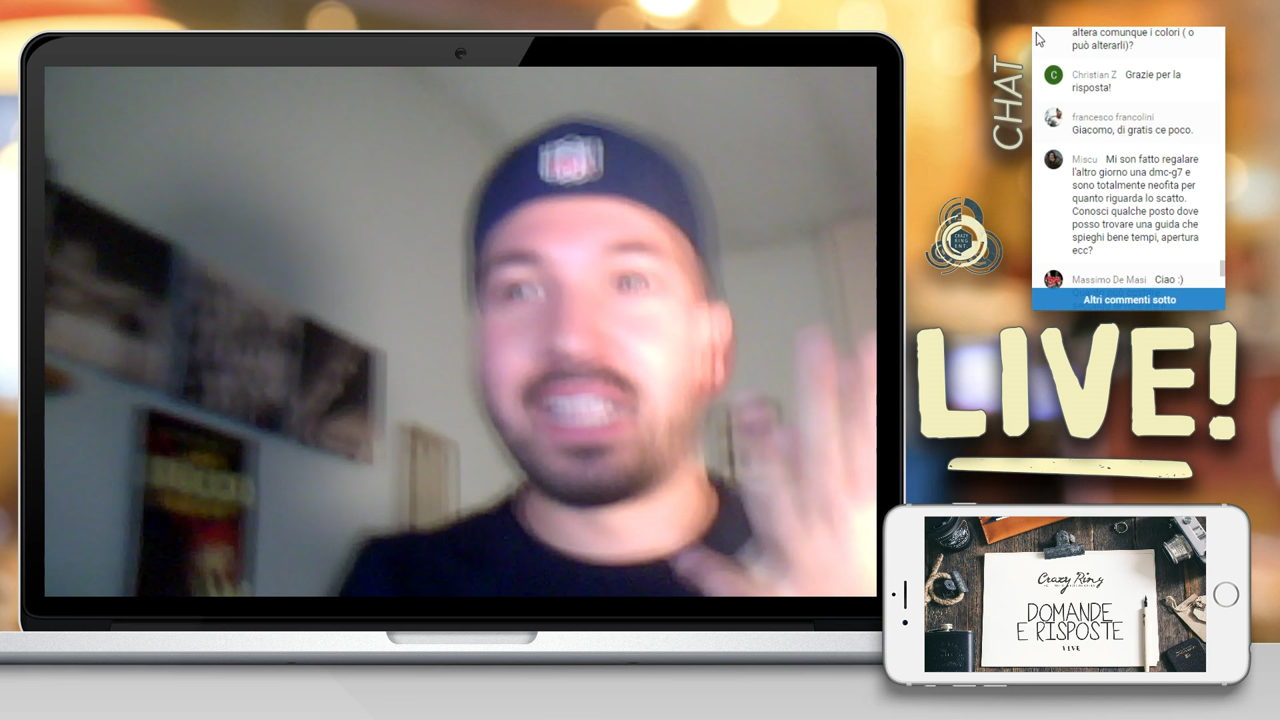 altera comunque i colori ( o
può alterarli)?
C
Christian Z Grazie per la
risposta!
francesco francolini
Giacomo, di gratis ce poco.
Miscu Mi son fatto regalare
l'altro giorno una dmc-g7 e
sono totalmente neofita per
quanto riguarda lo scatto.
Conosci qualche posto dove
posso trovare una guida che
spieghi bene tempi, apertura
ecc?
Massimo De Masi Ciao :)
Altri commenti sotto
CHAT
CRAZY
RING
ENT
LIVE!
Crazy Ring
DOMANDE
E RISPOSTE
LIVE